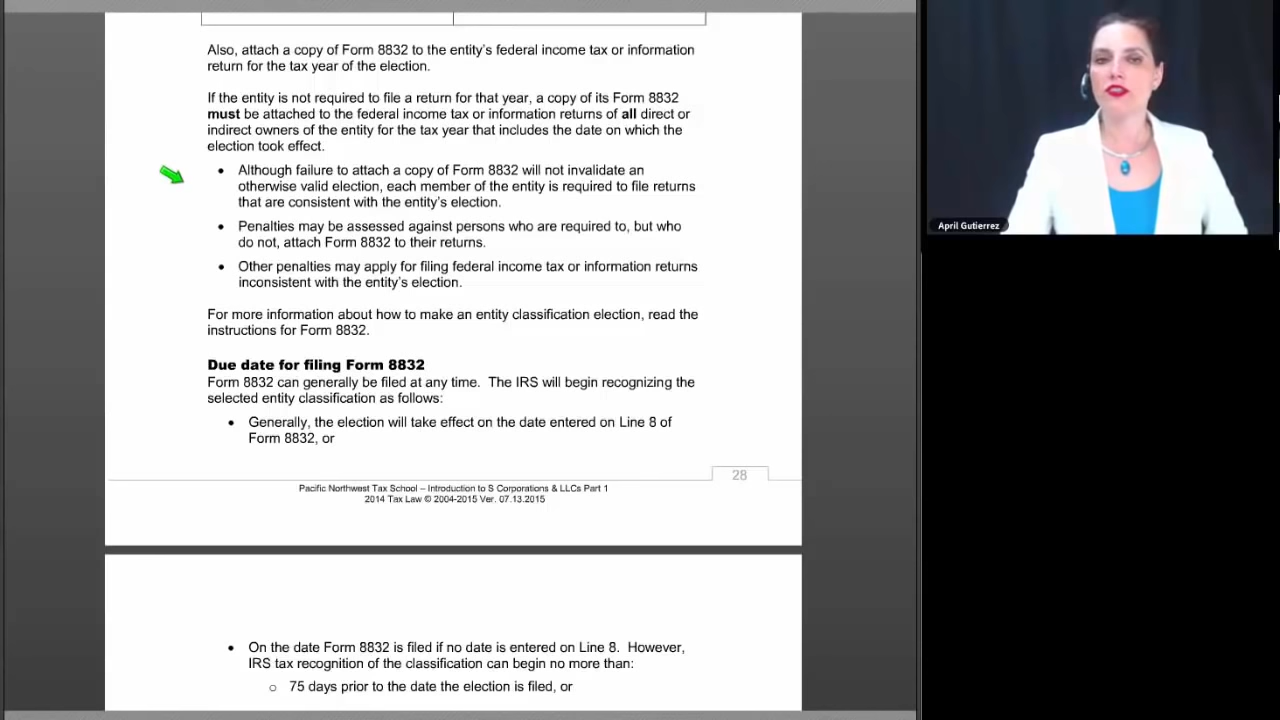 Also, attach a copy of Form 8832 to the entity's federal income tax or information
return for the tax year of the election.
If the entity is not required to file a return for that year, a copy of its Form 8832
must be attached to the federal income tax or information returns of all direct or
indirect owners of the entity for the tax year that includes the date on which the
election took effect.
• Although failure to attach a copy of Form 8832 will not invalidate an
otherwise valid election, each member of the entity is required to file returns
that are consistent with the entity's election.
• Penalties may be assessed against persons who are required to, but who
do not, attach Form 8832 to their returns.
• Other penalties may apply for filing federal income tax or information returns
inconsistent with the entity's election.
For more information about how to make an entity classification election, read the
instructions for Form 8832.
Due date for filing Form 8832
Form 8832 can generally be filed at any time. The IRS will begin recognizing the
selected entity classification as follows:
• Generally, the election will take effect on the date entered on Line 8 of
Form 8832, or
28
Pacific Northwest Tax School – Introduction to S Corporations & LLCs Part 1
2014 Tax Law © 2004-2015 Ver. 07.13.2015
• On the date Form 8832 is filed if no date is entered on Line 8. However,
IRS tax recognition of the classification can begin no more than:
○ 75 days prior to the date the election is filed, or
April Gutierrez